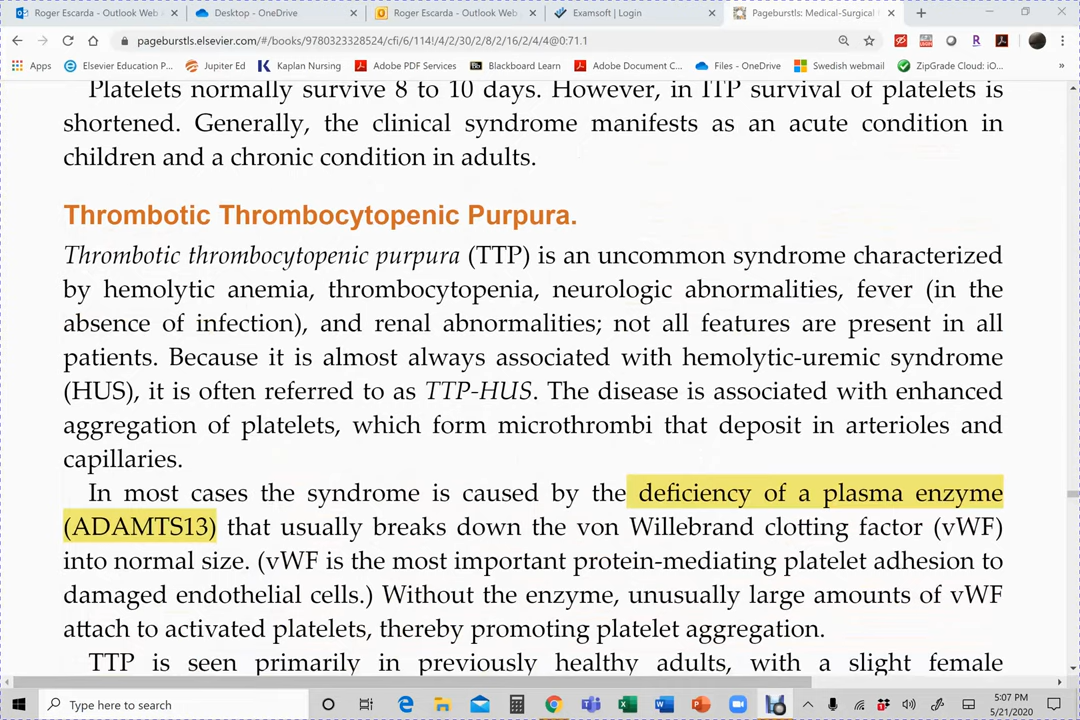 Roger Escarda - Outlook Web
Desktop - OneDrive
Roger Escarda - Outlook Web
Examsoft | Login
Pageburstls: Medical-Surgical
pageburstls.elsevier.com/#/books/9780323328524/cfi/6/114!/4/2/30/2/8/2/16/2/4/4@0:71.1
Apps
Elsevier Education P...
Jupiter Ed
Kaplan Nursing
Adobe PDF Services
Blackboard Learn
Adobe Document C...
Files - OneDrive
Swedish webmail
ZipGrade Cloud: iO...
»
Platelets normally survive 8 to 10 days. However, in ITP survival of platelets is
shortened. Generally, the clinical syndrome manifests as an acute condition in
children and a chronic condition in adults.
Thrombotic Thrombocytopenic Purpura.
Thrombotic thrombocytopenic purpura (TTP) is an uncommon syndrome characterized
by hemolytic anemia, thrombocytopenia, neurologic abnormalities, fever (in the
absence of infection), and renal abnormalities; not all features are present in all
patients. Because it is almost always associated with hemolytic-uremic syndrome
(HUS), it is often referred to as TTP-HUS. The disease is associated with enhanced
aggregation of platelets, which form microthrombi that deposit in arterioles and
capillaries.
In most cases the syndrome is caused by the deficiency of a plasma enzyme
(ADAMTS13) that usually breaks down the von Willebrand clotting factor (vWF)
into normal size. (vWF is the most important protein-mediating platelet adhesion to
damaged endothelial cells.) Without the enzyme, unusually large amounts of vWF
attach to activated platelets, thereby promoting platelet aggregation.
TTP is seen primarily in previously healthy adults, with a slight female
Type here to search
5:07 PM
5/21/2020